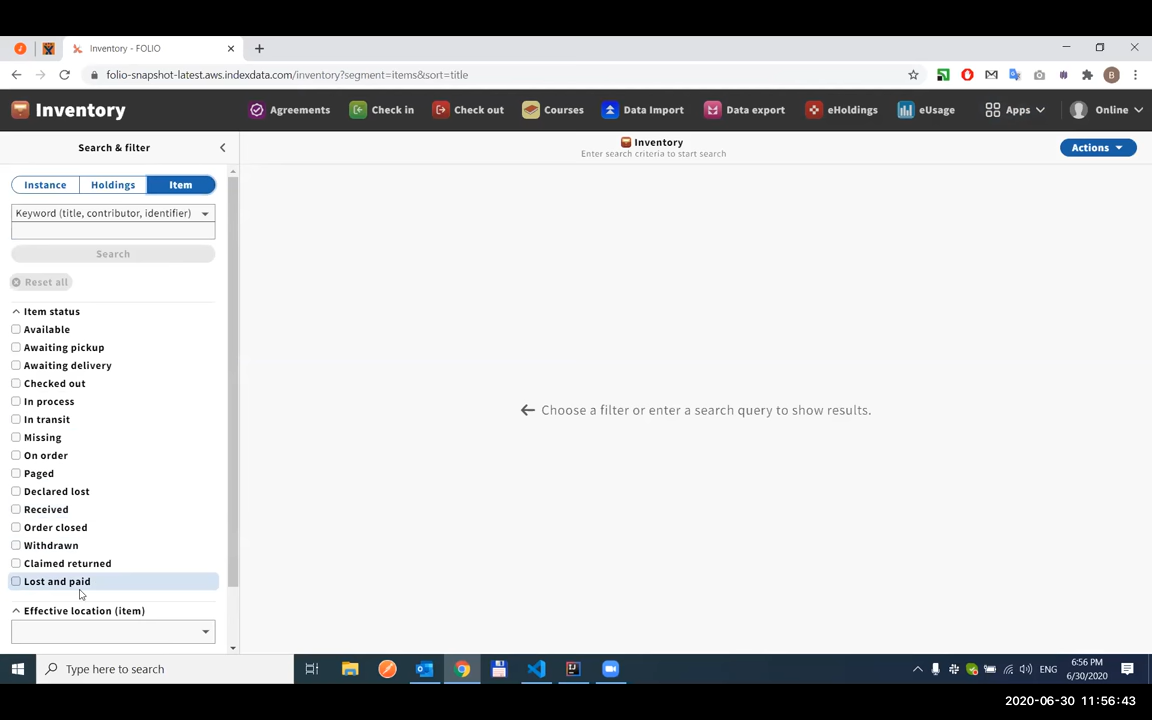 Inventory - FOLIO
folio-snapshot-latest.aws.indexdata.com/inventory?segment=items&sort=title
B
Inventory
Agreements
Check in
Check out
Courses
Data Import
Data export
eHoldings
eUsage
Apps
Online
Search & filter
Inventory
Enter search criteria to start search
Actions
Instance
Holdings
Item
Keyword (title, contributor, identifier)
Search
Reset all
Item status
Available
Awaiting pickup
Awaiting delivery
Checked out
In process
In transit
Missing
On order
Paged
Declared lost
Received
Order closed
Withdrawn
Claimed returned
Lost and paid
Effective location (item)
Choose a filter or enter a search query to show results.
Type here to search
ENG
6:56 PM
6/30/2020
2020-06-30 11:56:43